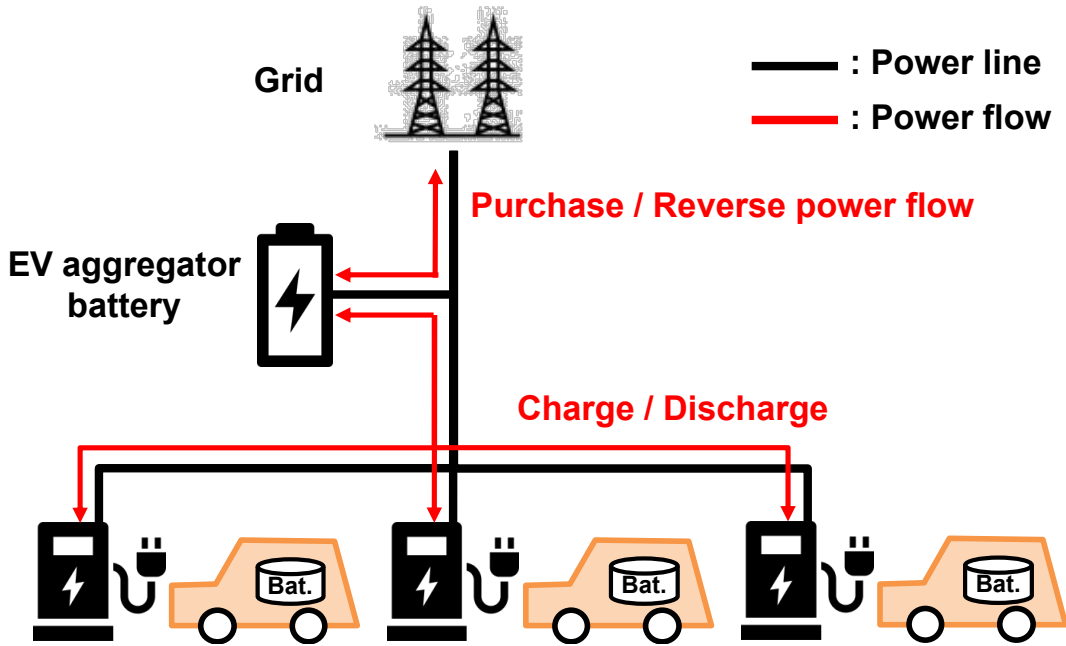 Grid
: Power line
: Power flow
Purchase / Reverse power flow
EV aggregator
battery
Charge / Discharge
Bat.
Bat.
Bat.